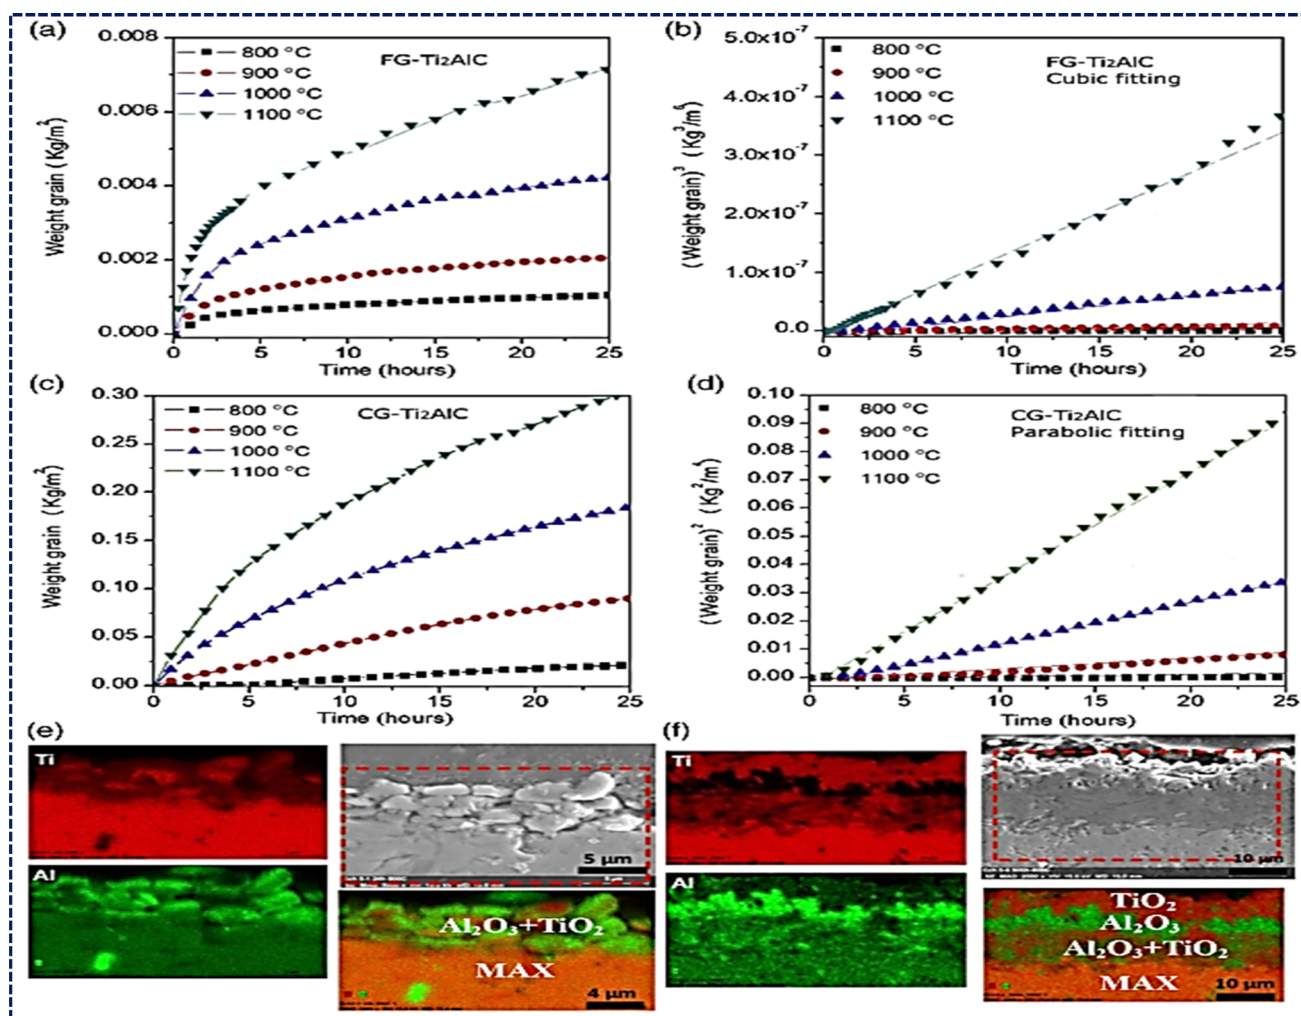 (a)
0.008
0.006
0.004
0.002
0.000
Weight grain (Kg/m²)
800 °C
900 °C
1000 °C
1100 °C
FG-Ti₂AlC
0 5 10 15 20 25
Time (hours)
(b)
5.0x10⁻⁷
4.0x10⁻⁷
3.0x10⁻⁷
2.0x10⁻⁷
1.0x10⁻⁷
0.0
(Weight grain)³ (Kg³/m⁶)
800 °C
900 °C
1000 °C
1100 °C
FG-Ti₂AlC
Cubic fitting
0 5 10 15 20 25
Time (hours)
(c)
0.30
0.25
0.20
0.15
0.10
0.05
0.00
Weight grain (Kg/m²)
800 °C
900 °C
1000 °C
1100 °C
CG-Ti₂AlC
0 5 10 15 20 25
Time (hours)
(d)
0.10
0.09
0.08
0.07
0.06
0.05
0.04
0.03
0.02
0.01
0.00
(Weight grain)² (Kg²/m⁴)
800 °C
900 °C
1000 °C
1100 °C
CG-Ti₂AlC
Parabolic fitting
0 5 10 15 20 25
Time (hours)
(e)
Ti
5 µm
Al
Al₂O₃+TiO₂
MAX
4 µm
(f)
Ti
10 µm
Al
TiO₂
Al₂O₃
Al₂O₃+TiO₂
MAX
10 µm